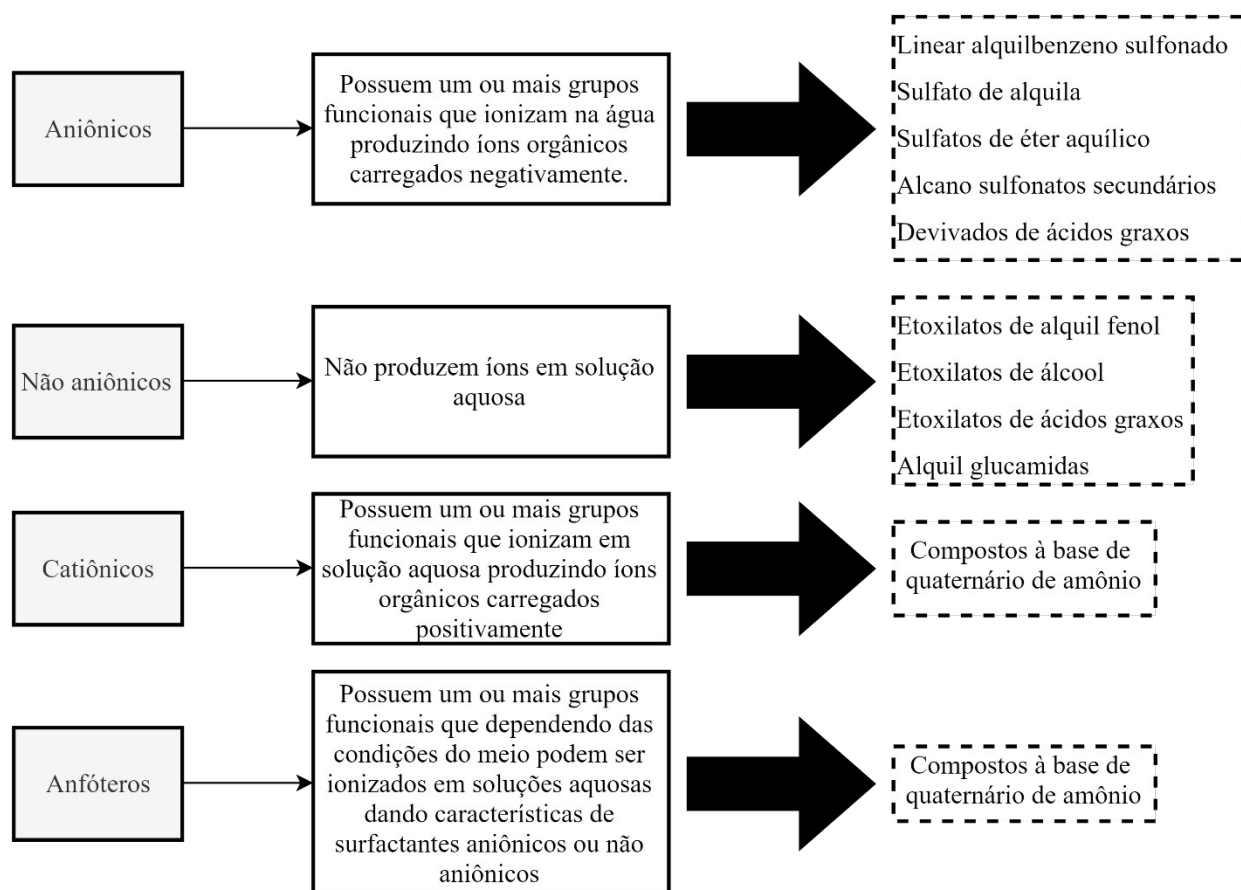 Aniônicos
Possuem um ou mais grupos
funcionais que ionizam na água
produzindo íons orgânicos
carregados negativamente.
Linear alquilbenzeno sulfonado
Sulfato de alquila
Sulfatos de éter aquílico
Alcano sulfonatos secundários
Devivados de ácidos graxos
Não aniônicos
Não produzem íons em solução
aquosa
Etoxilatos de alquil fenol
Etoxilatos de álcool
Etoxilatos de ácidos graxos
Alquil glucamidas
Catiônicos
Possuem um ou mais grupos
funcionais que ionizam em
solução aquosa produzindo íons
orgânicos carregados
positivamente
Compostos à base de
quaternário de amônio
Anfóteros
Possuem um ou mais grupos
funcionais que dependendo das
condições do meio podem ser
ionizados em soluções aquosas
dando características de
surfactantes aniônicos ou não
aniônicos
Compostos à base de
quaternário de amônio